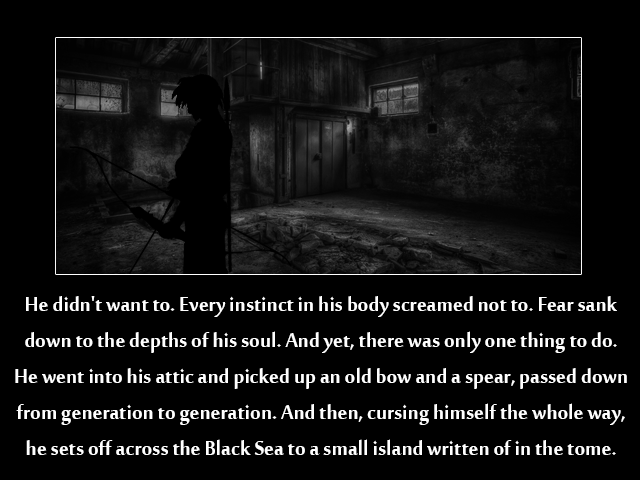 He didn't want to. Every instinct in his body screamed not to. Fear sank
down to the depths of his soul. And yet, there was only one thing to do.
He went into his attic and picked up an old bow and a spear, passed down
from generation to generation. And then, cursing himself the whole way,
he sets off across the Black Sea to a small island written of in the tome.